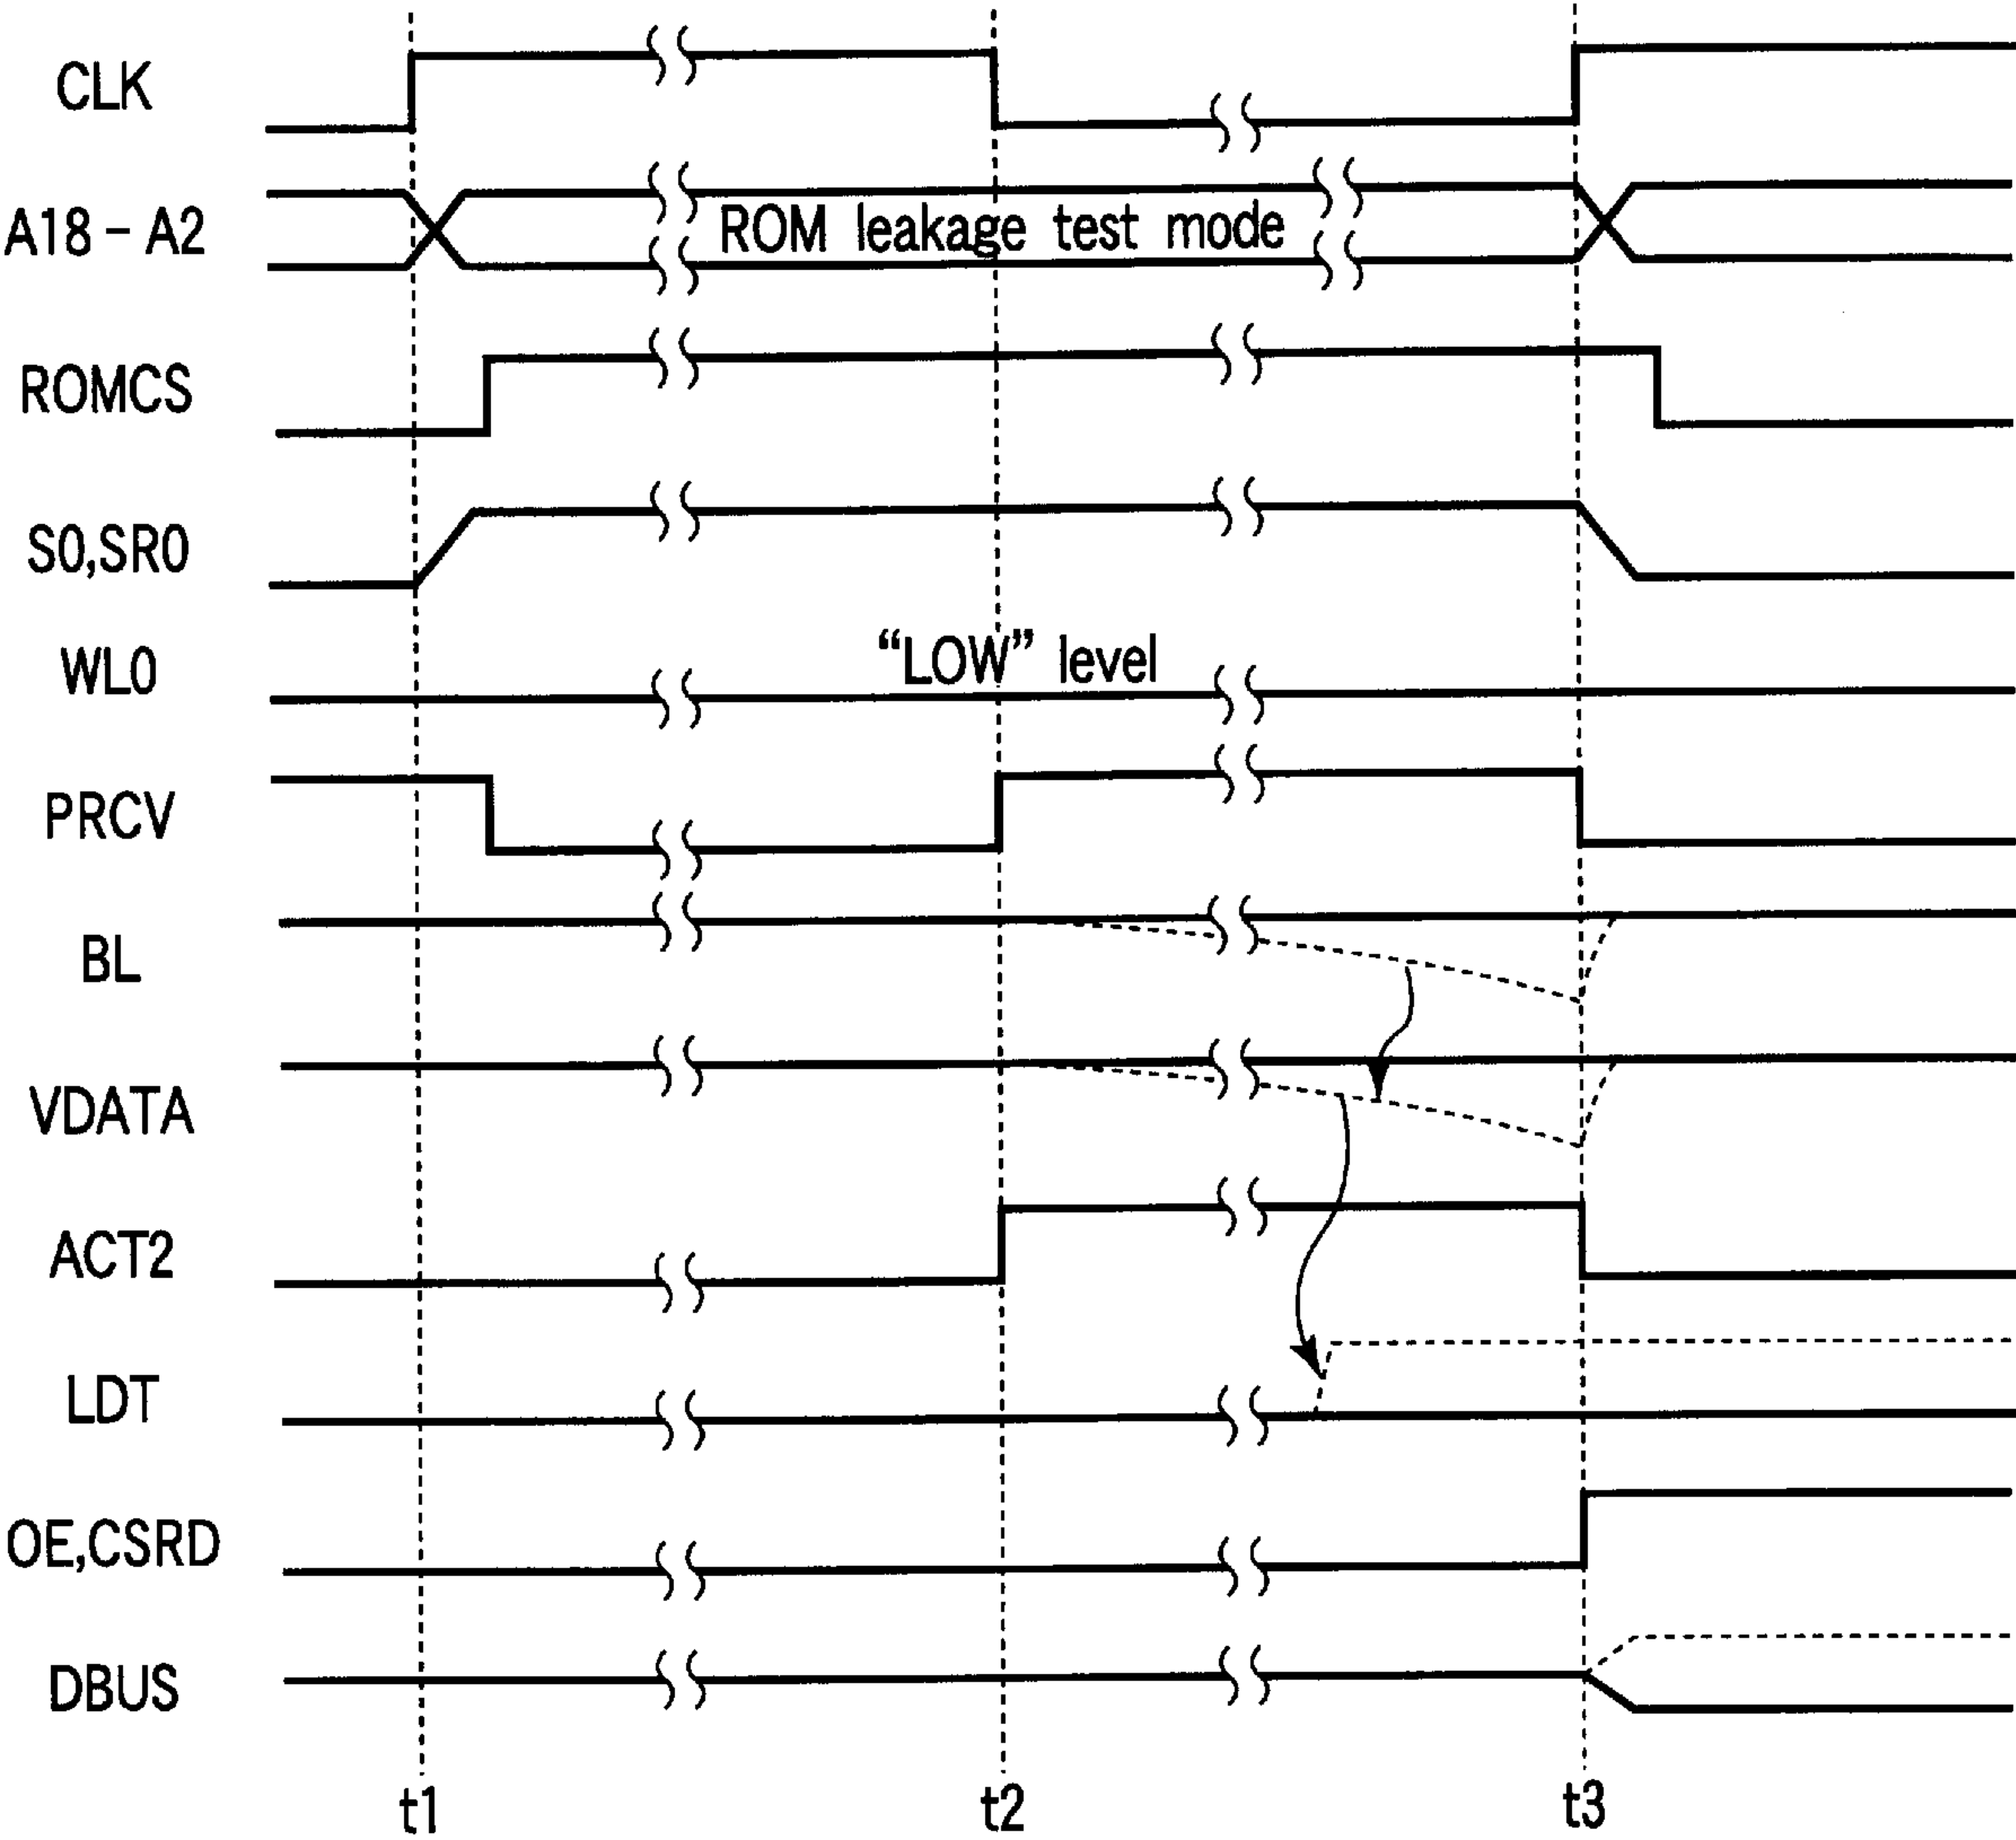 CLK
A18 - A2
ROM leakage test mode
ROMCS
S0,SR0
WL0
“LOW” level
PRCV
BL
VDATA
ACT2
LDT
OE,CSRD
DBUS
t1 t2 t3